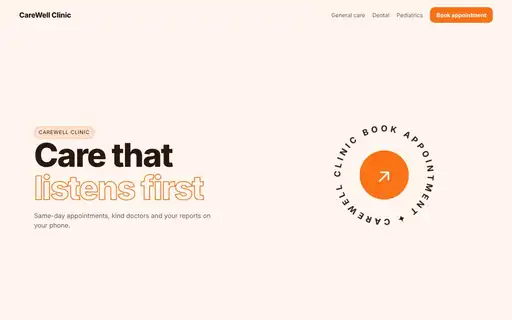 CareWell Clinic
General care
Dental
Pediatrics
Book appointment
CAREWELL CLINIC
Care that
listens first
Same-day appointments, kind doctors and your reports on
your phone.
BOOK APPOINTMENT ✦ CAREWELL CLINIC